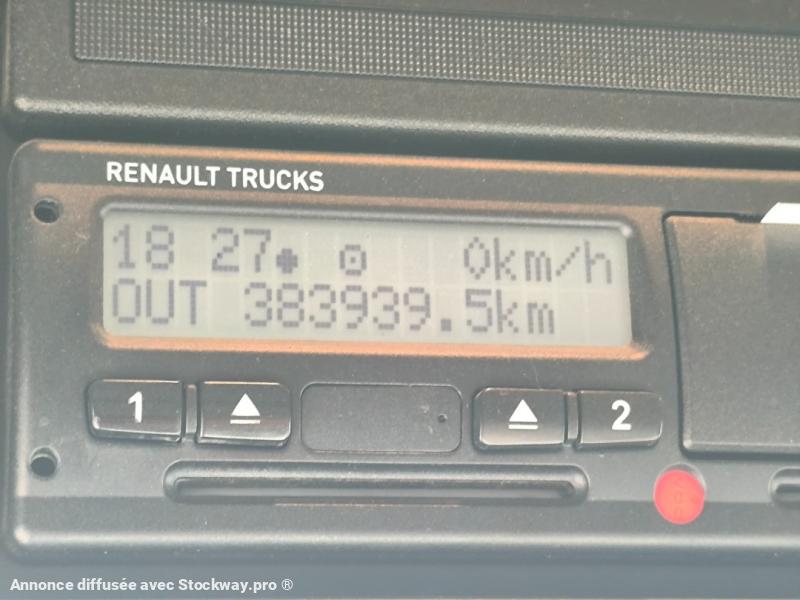 RENAULT TRUCKS
18 27 0km/h
OUT 383939.5km
1 2
Annonce diffusée avec Stockway.pro ®